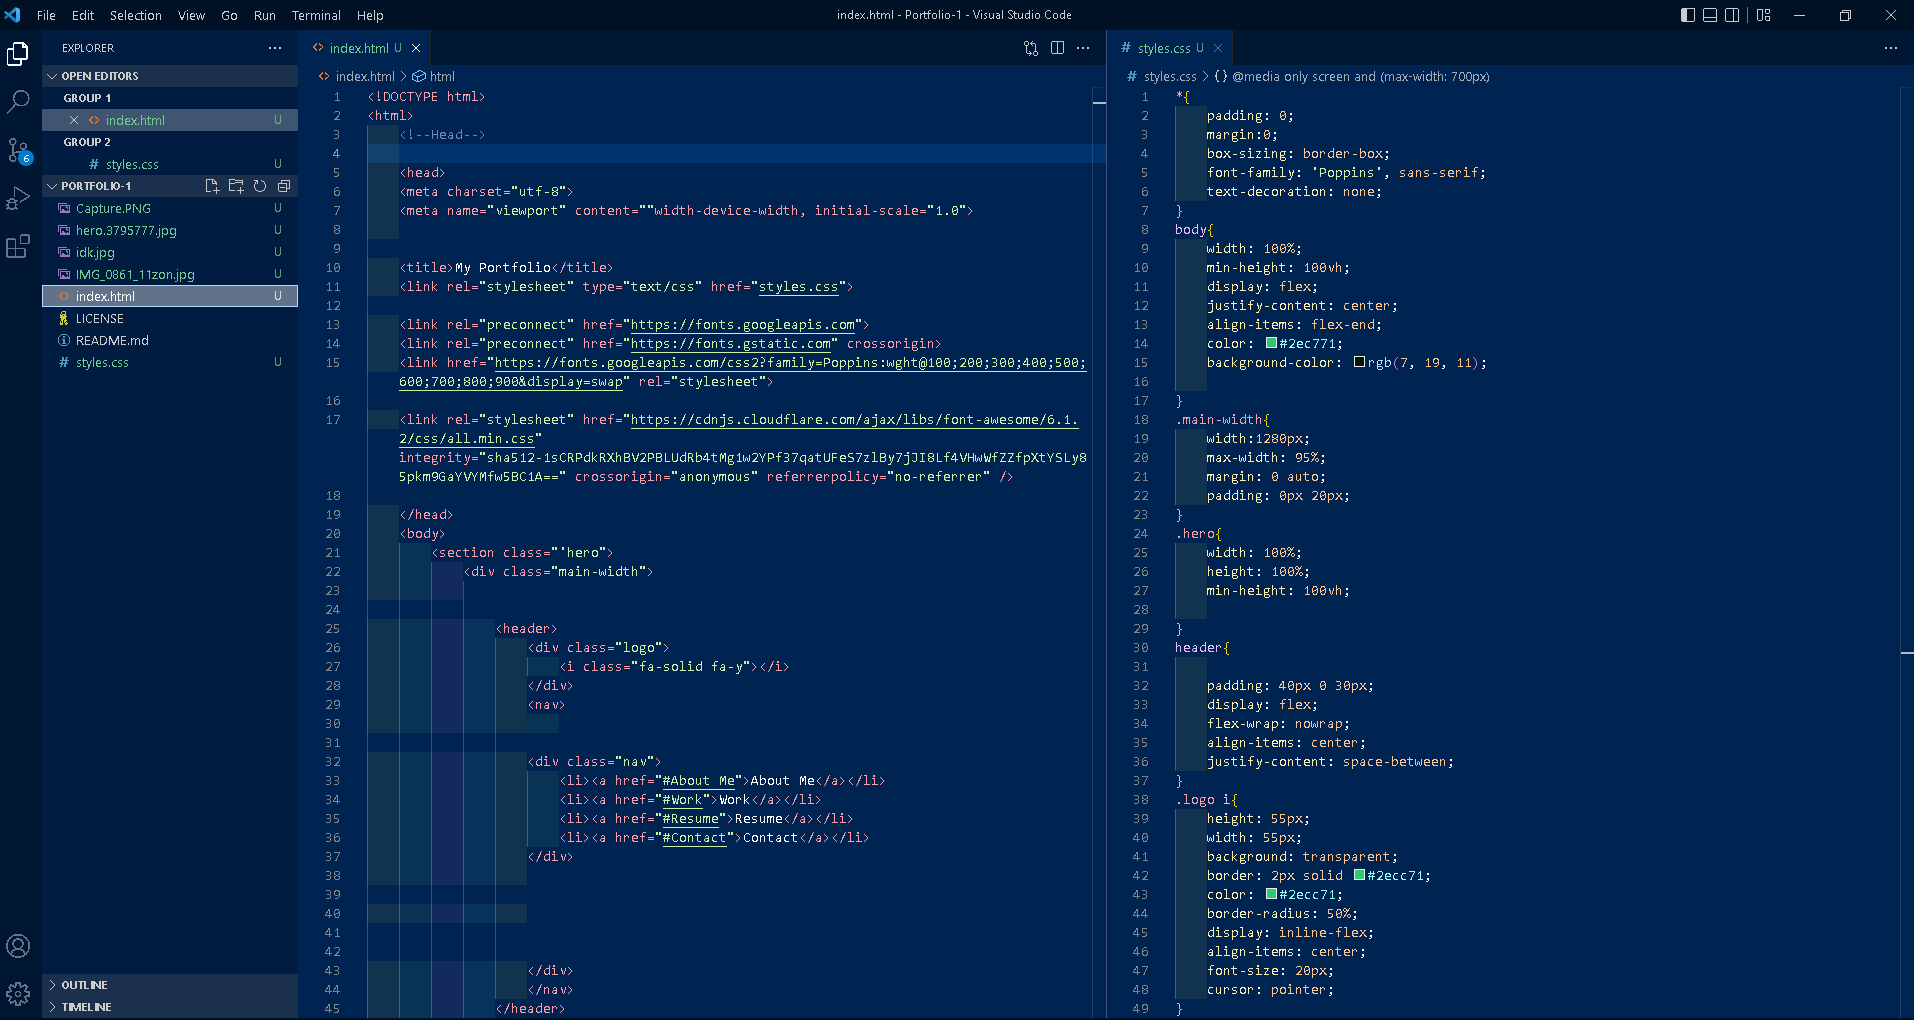 File Edit Selection View Go Run Terminal Help
index.html - Portfolio-1 - Visual Studio Code
EXPLORER
OPEN EDITORS
GROUP 1
index.html U
GROUP 2
styles.css U
PORTFOLIO-1
Capture.PNG U
hero.3795777.jpg U
idk.jpg U
IMG_0861_11zon.jpg U
index.html U
LICENSE
README.md
styles.css U
OUTLINE
TIMELINE
6
index.html U
index.html > html
1 <!DOCTYPE html>
2 <html>
3 <!--Head-->
4
5 <head>
6 <meta charset="utf-8">
7 <meta name="viewport" content=""width-device-width, initial-scale="1.0">
8
9
10 <title>My Portfolio</title>
11 <link rel="stylesheet" type="text/css" href="styles.css">
12
13 <link rel="preconnect" href="https://fonts.googleapis.com">
14 <link rel="preconnect" href="https://fonts.gstatic.com" crossorigin>
15 <link href="https://fonts.googleapis.com/css2?family=Poppins:wght@100;200;300;400;500;
600;700;800;900&display=swap" rel="stylesheet">
16
17 <link rel="stylesheet" href="https://cdnjs.cloudflare.com/ajax/libs/font-awesome/6.1.
2/css/all.min.css"
integrity="sha512-1sCRPdkRXhBV2PBLUdRb4tMg1w2YPf37qatUFeS7zlBy7jJI8Lf4VHwWfZZfpXtYSLy8
5pkm9GaYVYMfw5BC1A==" crossorigin="anonymous" referrerpolicy="no-referrer" />
18
19 </head>
20 <body>
21 <section class="'hero">
22 <div class="main-width">
23
24
25 <header>
26 <div class="logo">
27 <i class="fa-solid fa-y"></i>
28 </div>
29 <nav>
30
31
32 <div class="nav">
33 <li><a href="#About Me">About Me</a></li>
34 <li><a href="#Work">Work</a></li>
35 <li><a href="#Resume">Resume</a></li>
36 <li><a href="#Contact">Contact</a></li>
37 </div>
38
39
40
41
42
43 </div>
44 </nav>
45 </header>
styles.css U
styles.css > {} @media only screen and (max-width: 700px)
1 *{
2 padding: 0;
3 margin:0;
4 box-sizing: border-box;
5 font-family: 'Poppins', sans-serif;
6 text-decoration: none;
7 }
8 body{
9 width: 100%;
10 min-height: 100vh;
11 display: flex;
12 justify-content: center;
13 align-items: flex-end;
14 color: #2ec771;
15 background-color: rgb(7, 19, 11);
16
17 }
18 .main-width{
19 width:1280px;
20 max-width: 95%;
21 margin: 0 auto;
22 padding: 0px 20px;
23 }
24 .hero{
25 width: 100%;
26 height: 100%;
27 min-height: 100vh;
28
29 }
30 header{
31
32 padding: 40px 0 30px;
33 display: flex;
34 flex-wrap: nowrap;
35 align-items: center;
36 justify-content: space-between;
37 }
38 .logo i{
39 height: 55px;
40 width: 55px;
41 background: transparent;
42 border: 2px solid #2ecc71;
43 color: #2ecc71;
44 border-radius: 50%;
45 display: inline-flex;
46 align-items: center;
47 font-size: 20px;
48 cursor: pointer;
49 }